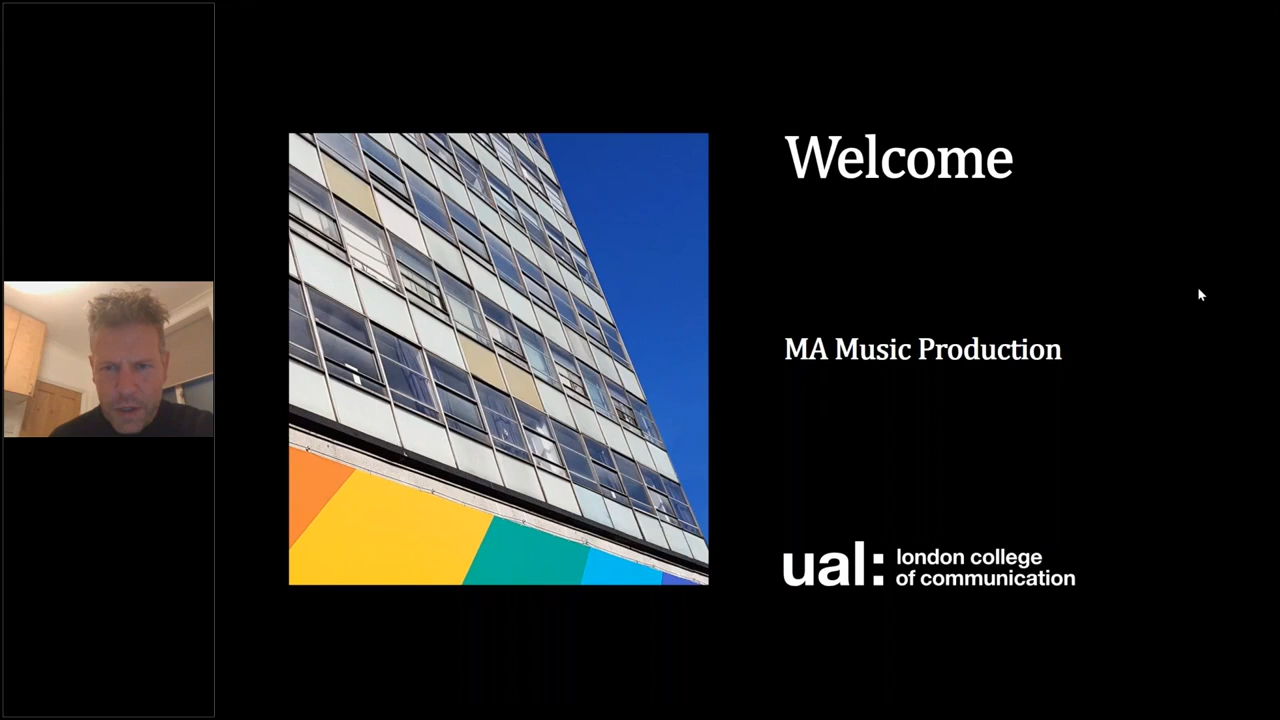 Welcome
MA Music Production
ual: london college
of communication